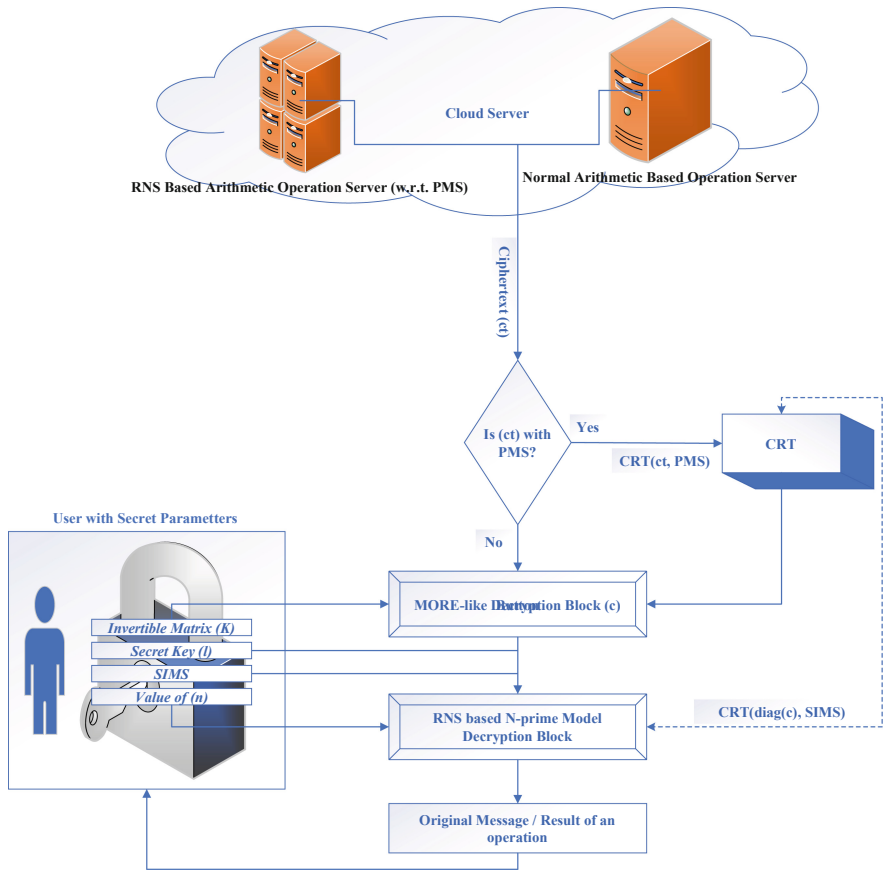 Cloud Server
RNS Based Arithmetic Operation Server (w.r.t. PMS)
Normal Arithmetic Based Operation Server
Ciphertext (ct)
Is (ct) with
PMS?
Yes
CRT(ct, PMS)
CRT
No
User with Secret Parametters
Invertible Matrix (K)
Secret Key (l)
SIMS
Value of (n)
MORE-like Decryption Block (c)
RNS based N-prime Model
Decryption Block
CRT(diag(c), SIMS)
Original Message / Result of an
operation